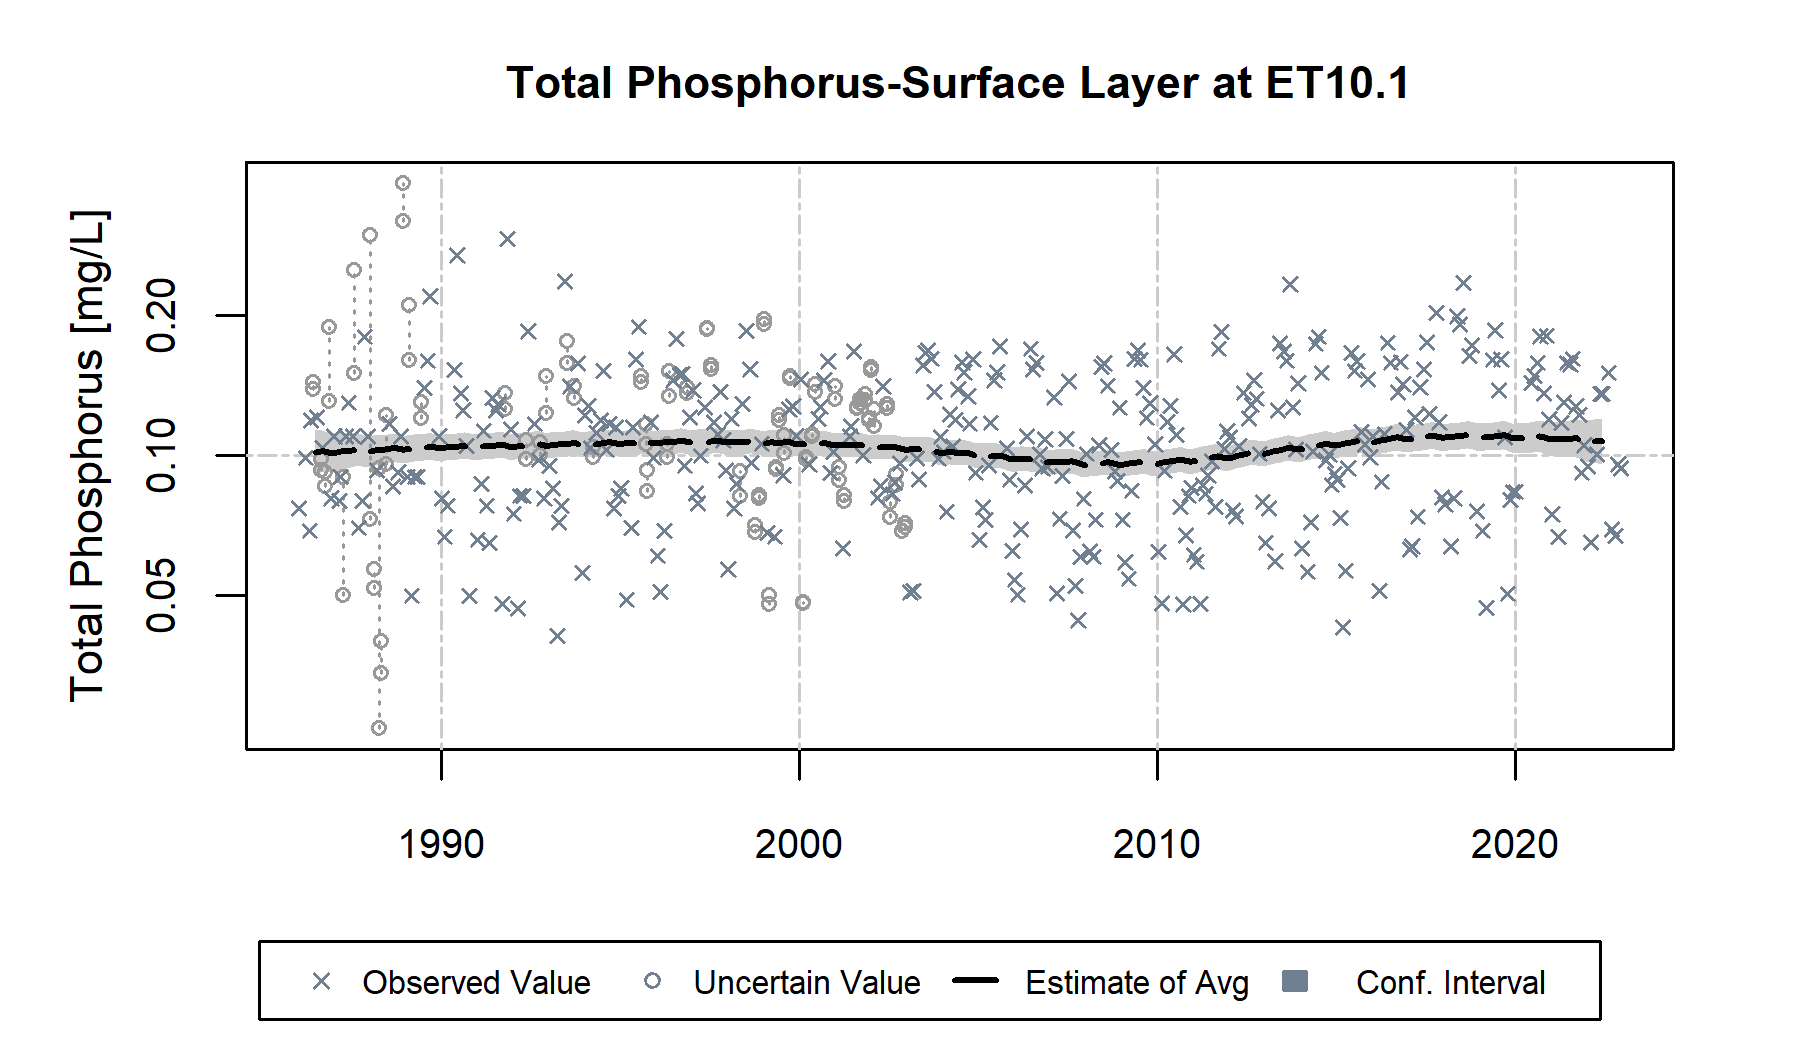 Total Phosphorus-Surface Layer at ET10.1
Total Phosphorus [mg/L]
0.20
0.10
0.05
1990 2000 2010 2020
Observed Value Uncertain Value Estimate of Avg Conf. Interval